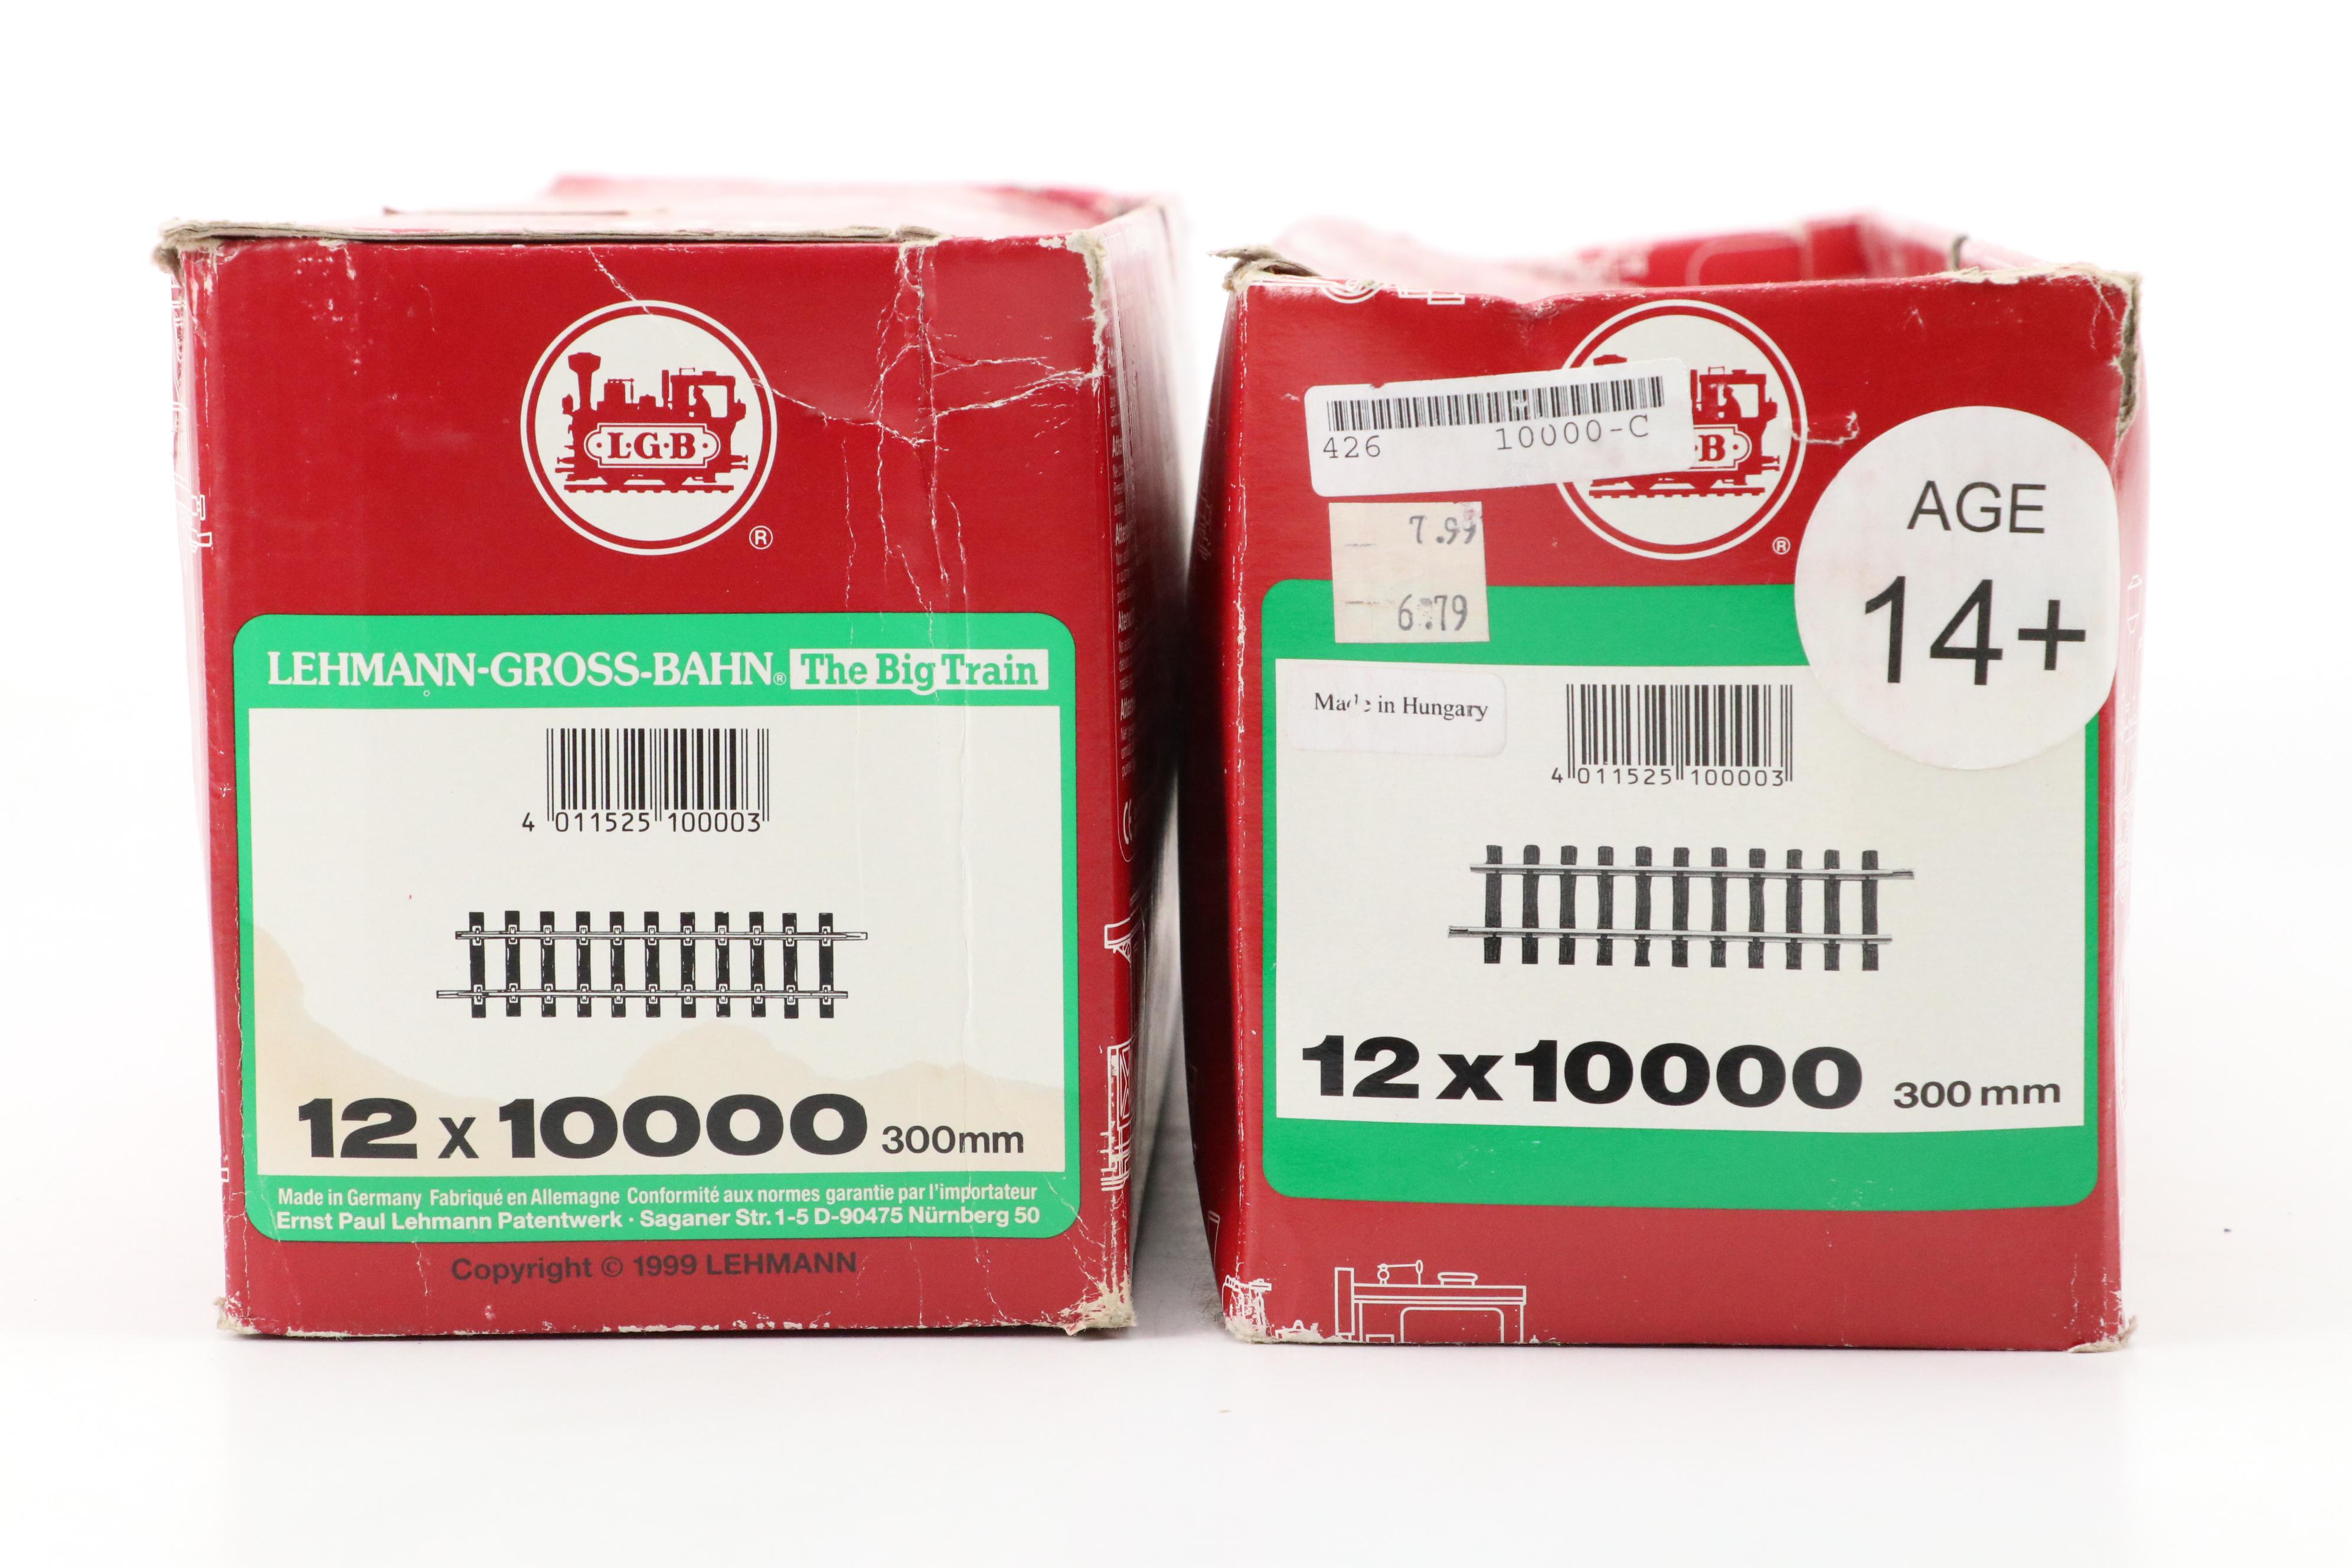 L·G·B
®
LEHMANN-GROSS-BAHN® The Big Train
4 011525 100003
12 x 10000 300mm
Made in Germany Fabriqué en Allemagne Conformité aux normes garantie par l'importateur
Ernst Paul Lehmann Patentwerk · Saganer Str. 1-5 D-90475 Nürnberg 50
Copyright © 1999 LEHMANN
426 10000-C
B
®
7.99
6.79
AGE
14+
Made in Hungary
4 011525 100003
12 x 10000 300 mm